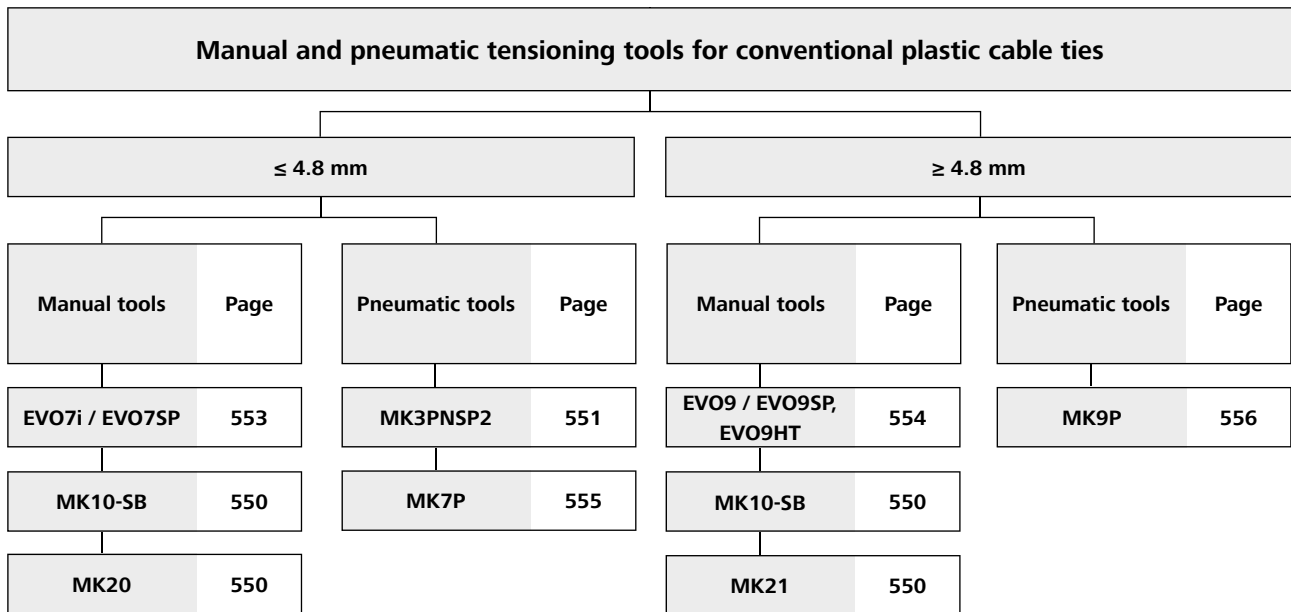 Manual and pneumatic tensioning tools for conventional plastic cable ties
≤ 4.8 mm
≥ 4.8 mm
Manual tools Page
Pneumatic tools Page
Manual tools Page
Pneumatic tools Page
EVO7i / EVO7SP 553
MK3PNSP2 551
EVO9 / EVO9SP,
EVO9HT 554
MK9P 556
MK10-SB 550
MK7P 555
MK10-SB 550
MK20 550
MK21 550